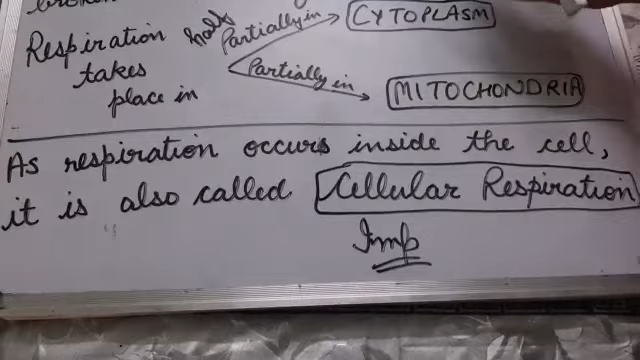 Respiration half Partially in CYTOPLASM
takes Partially in
place in MITOCHONDRIA
As respiration occurs inside the cell,
it is also called Cellular Respiration
Imp